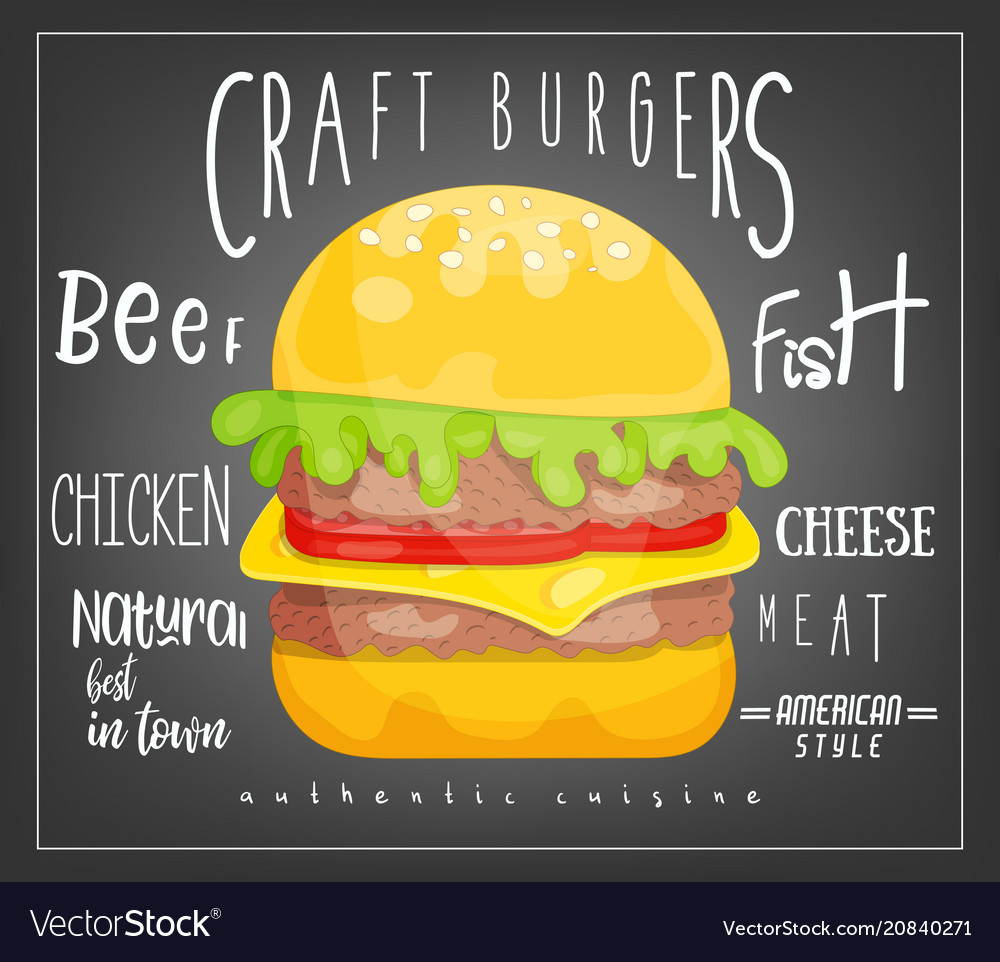 CRAFT BURGERS
Beef
FisH
CHICKEN
CHEESE
Natural
best
in town
MEAT
AMERICAN
STYLE
authentic cuisine
VectorStock®
VectorStock.com/20840271